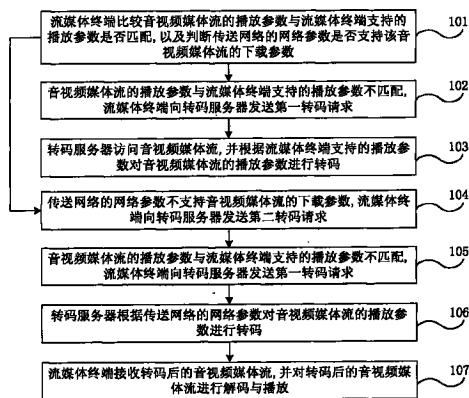 流媒体终端比较音视频媒体流的播放参数与流媒体终端支持的
播放参数是否匹配，以及判断传送网络的网络参数是否支持该音
视频媒体流的下载参数
101
音视频媒体流的播放参数与流媒体终端支持的播放参数不匹配，
流媒体终端向转码服务器发送第一转码请求
102
转码服务器访问音视频媒体流，并根据流媒体终端支持的播放参
数对音视频媒体流的播放参数进行转码
103
传送网络的网络参数不支持音视频媒体流的下载参数，流媒体终
端向转码服务器发送第二转码请求
104
音视频媒体流的播放参数与流媒体终端支持的播放参数不匹配，
流媒体终端向转码服务器发送第一转码请求
105
转码服务器根据传送网络的网络参数对音视频媒体流的播放参
数进行转码
106
流媒体终端接收转码后的音视频媒体流，并对转码后的音视频媒
体流进行解码与播放
107